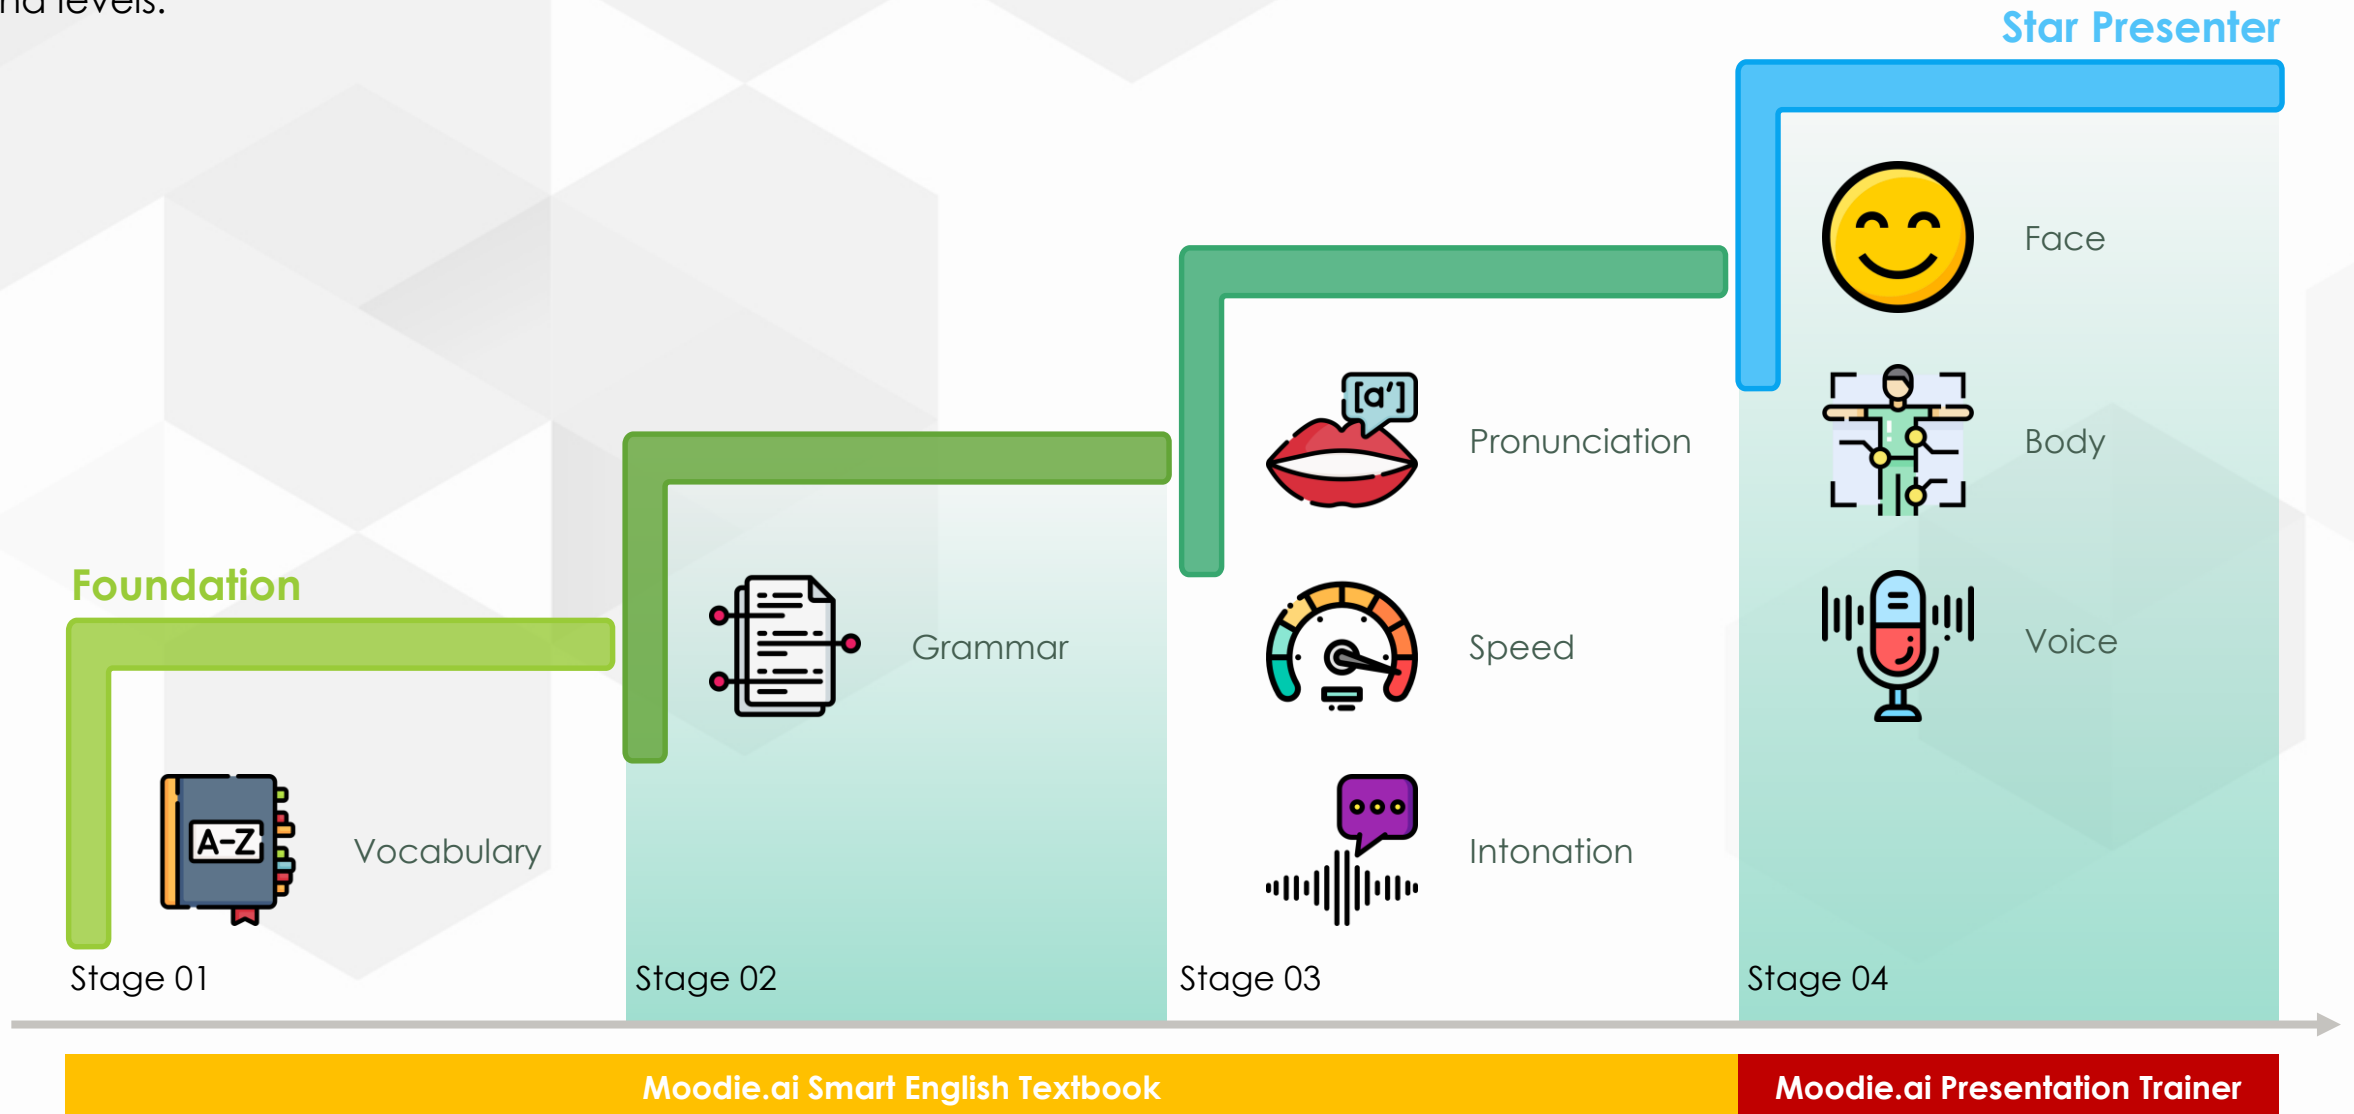 levels.
Star Presenter
Face
Body
Voice
[a']
Pronunciation
Speed
Intonation
Grammar
Foundation
A-Z
Vocabulary
Stage 01
Stage 02
Stage 03
Stage 04
Moodie.ai Smart English Textbook
Moodie.ai Presentation Trainer